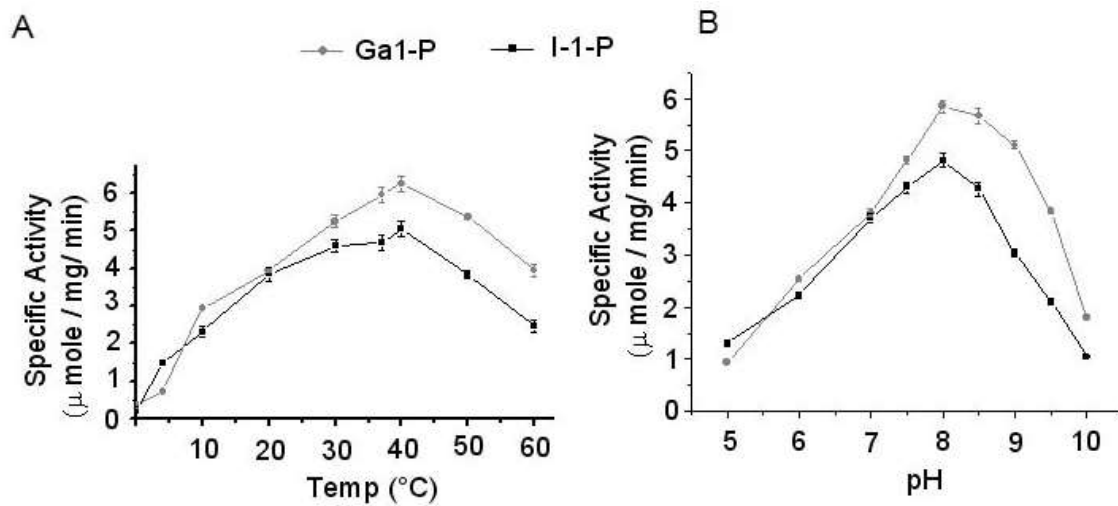 A
Ga1-P
I-1-P
B
Specific Activity
(μ mole / mg/ min)
6
5
4
3
2
1
0
10 20 30 40 50 60
Temp (°C)
Specific Activity
(μ mole / mg/ min)
6
5
4
3
2
1
0
5 6 7 8 9 10
pH